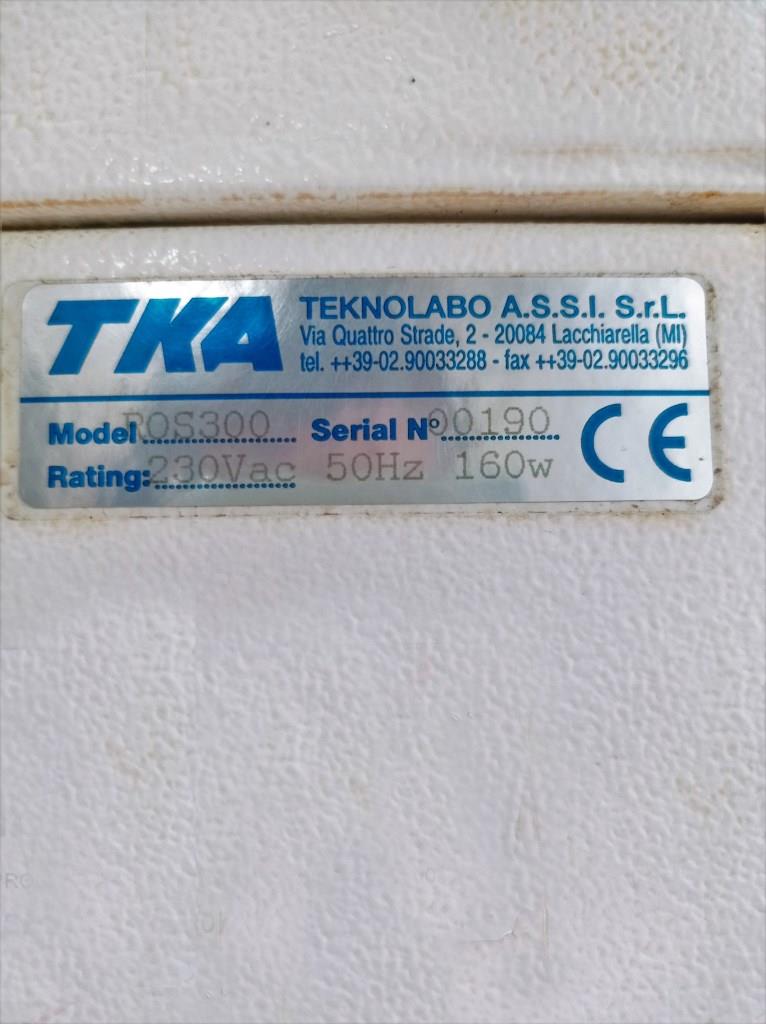 TKA
TEKNOLABO A.S.S.I. S.r.L.
Via Quattro Strade, 2 - 20084 Lacchiarella (MI)
tel. ++39-02.90033288 - fax ++39-02.90033296
Model ROS300 Serial N° 00190
Rating: 230Vac 50Hz 160w
CE